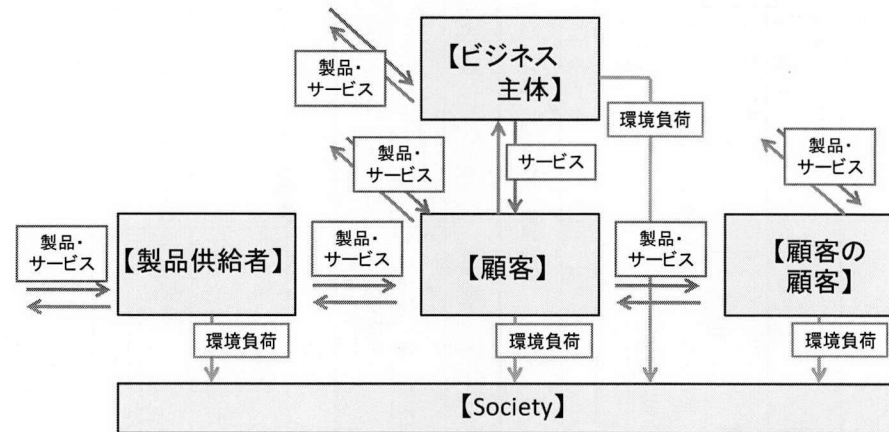 【ビジネス
主体】
製品・
サービス
環境負荷
製品・
サービス
サービス
製品・
サービス
製品・
サービス
【製品供給者】
製品・
サービス
【顧客】
製品・
サービス
【顧客の
顧客】
環境負荷
環境負荷
環境負荷
【Society】